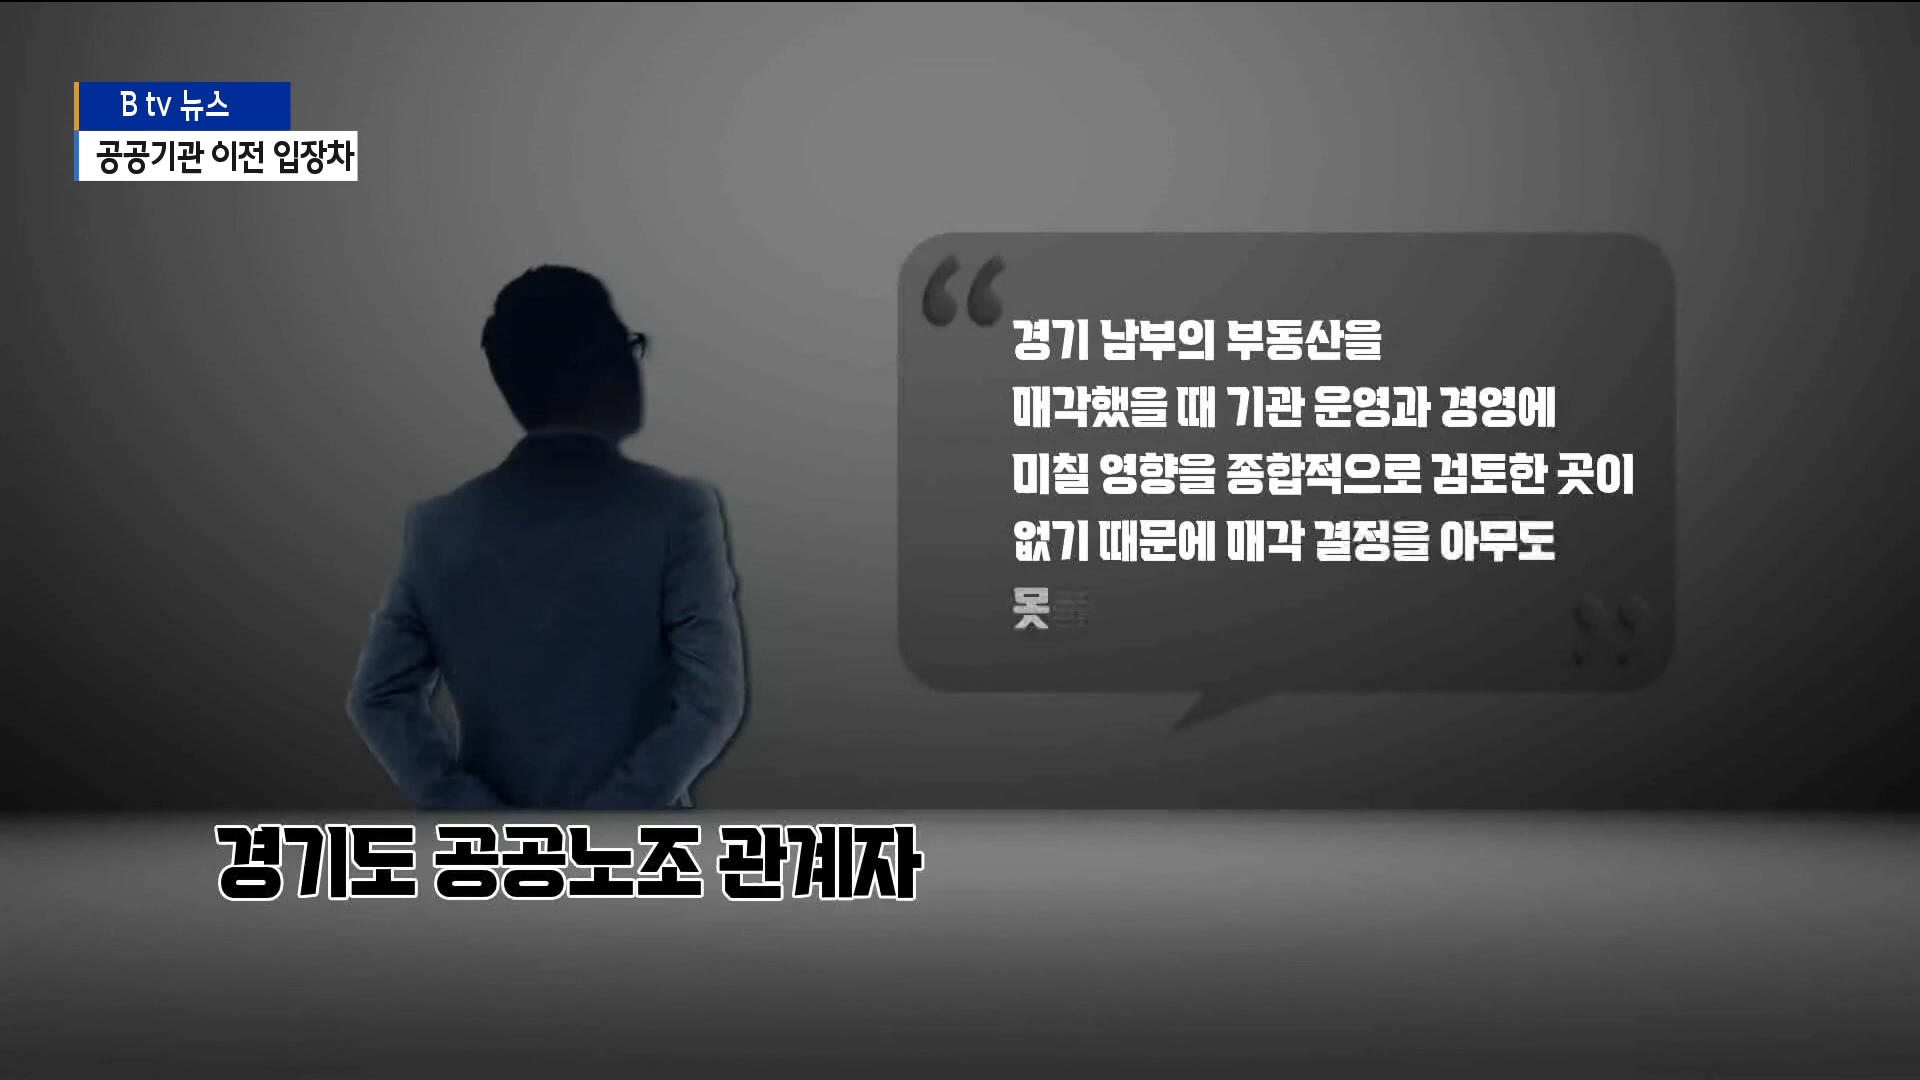 B tv 뉴스
공공기관 이전 입장차
경기 남부의 부동산을
매각했을 때 기관 운영과 경영에
미칠 영향을 종합적으로 검토한 곳이
없기 때문에 매각 결정을 아무도
못
경기도 공공노조 관계자